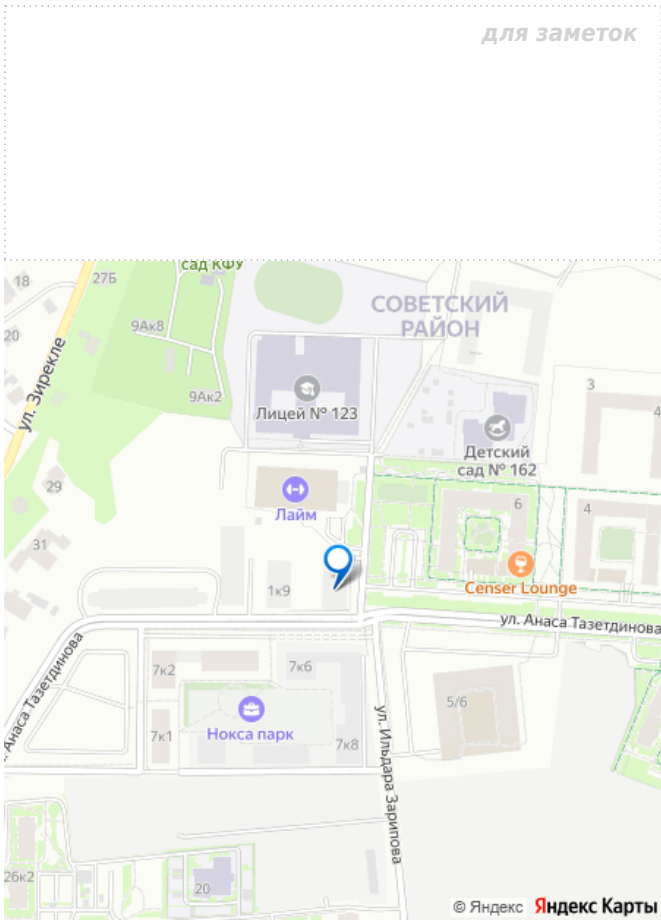 для заметок
сад КФУ
18
27Б
СОВЕТСКИЙ
РАЙОН
9Ак8
20
ул. Зирекле
3
9Ак2
Лицей № 123
4
Детский
сад № 162
29
Лайм
6
4
31
1к9
Censer Lounge
ул. Анаса Тазетдинова
Анаса Тазетдинова
7к2
7к6
5/6
Нокса парк
7к1
7к8
ул. Ильдара Зарипова
26к2
20
© Яндекс Яндекс Карты